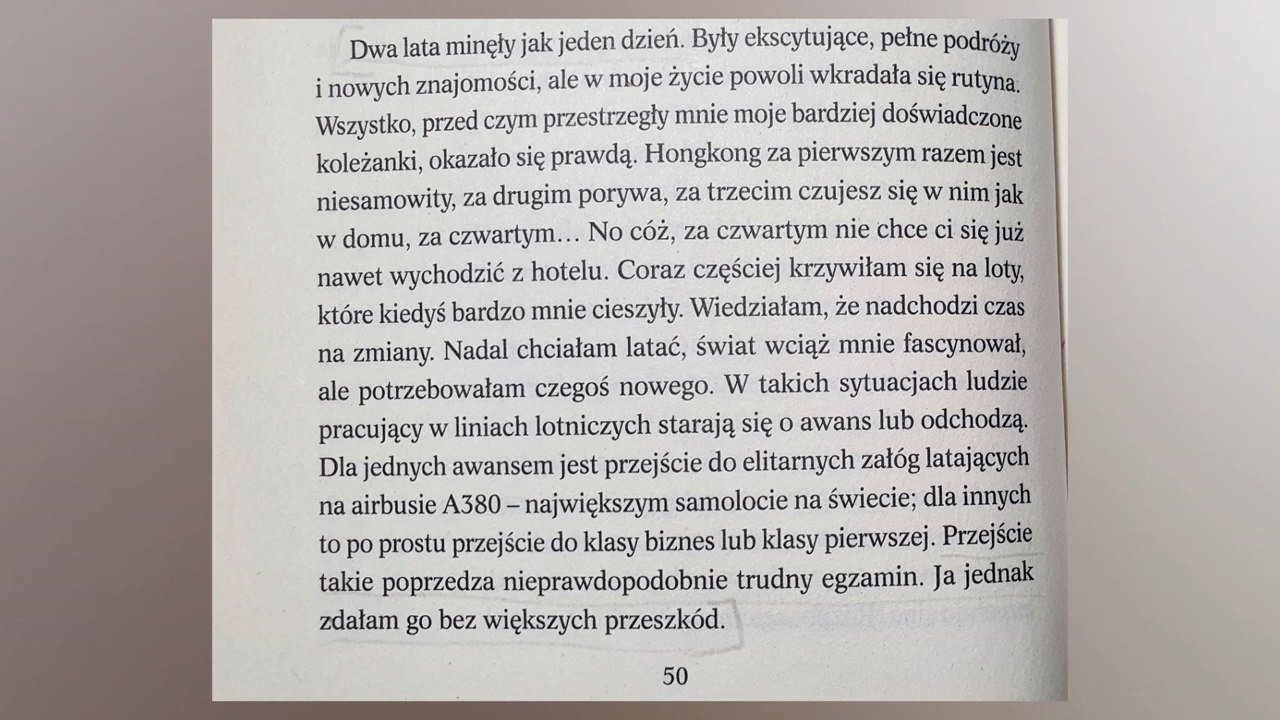 Dwa lata minęły jak jeden dzień. Były ekscytujące, pełne podróży
i nowych znajomości, ale w moje życie powoli wkradała się rutyna.
Wszystko, przed czym przestrzegły mnie moje bardziej doświadczone
koleżanki, okazało się prawdą. Hongkong za pierwszym razem jest
niesamowity, za drugim porywa, za trzecim czujesz się w nim jak
w domu, za czwartym… No cóż, za czwartym nie chce ci się już
nawet wychodzić z hotelu. Coraz częściej krzywiłam się na loty,
które kiedyś bardzo mnie cieszyły. Wiedziałam, że nadchodzi czas
na zmiany. Nadal chciałam latać, świat wciąż mnie fascynował,
ale potrzebowałam czegoś nowego. W takich sytuacjach ludzie
pracujący w liniach lotniczych starają się o awans lub odchodzą.
Dla jednych awansem jest przejście do elitarnych załóg latających
na airbusie A380 – największym samolocie na świecie; dla innych
to po prostu przejście do klasy biznes lub klasy pierwszej. Przejście
takie poprzedza nieprawdopodobnie trudny egzamin. Ja jednak
zdałam go bez większych przeszkód.
50